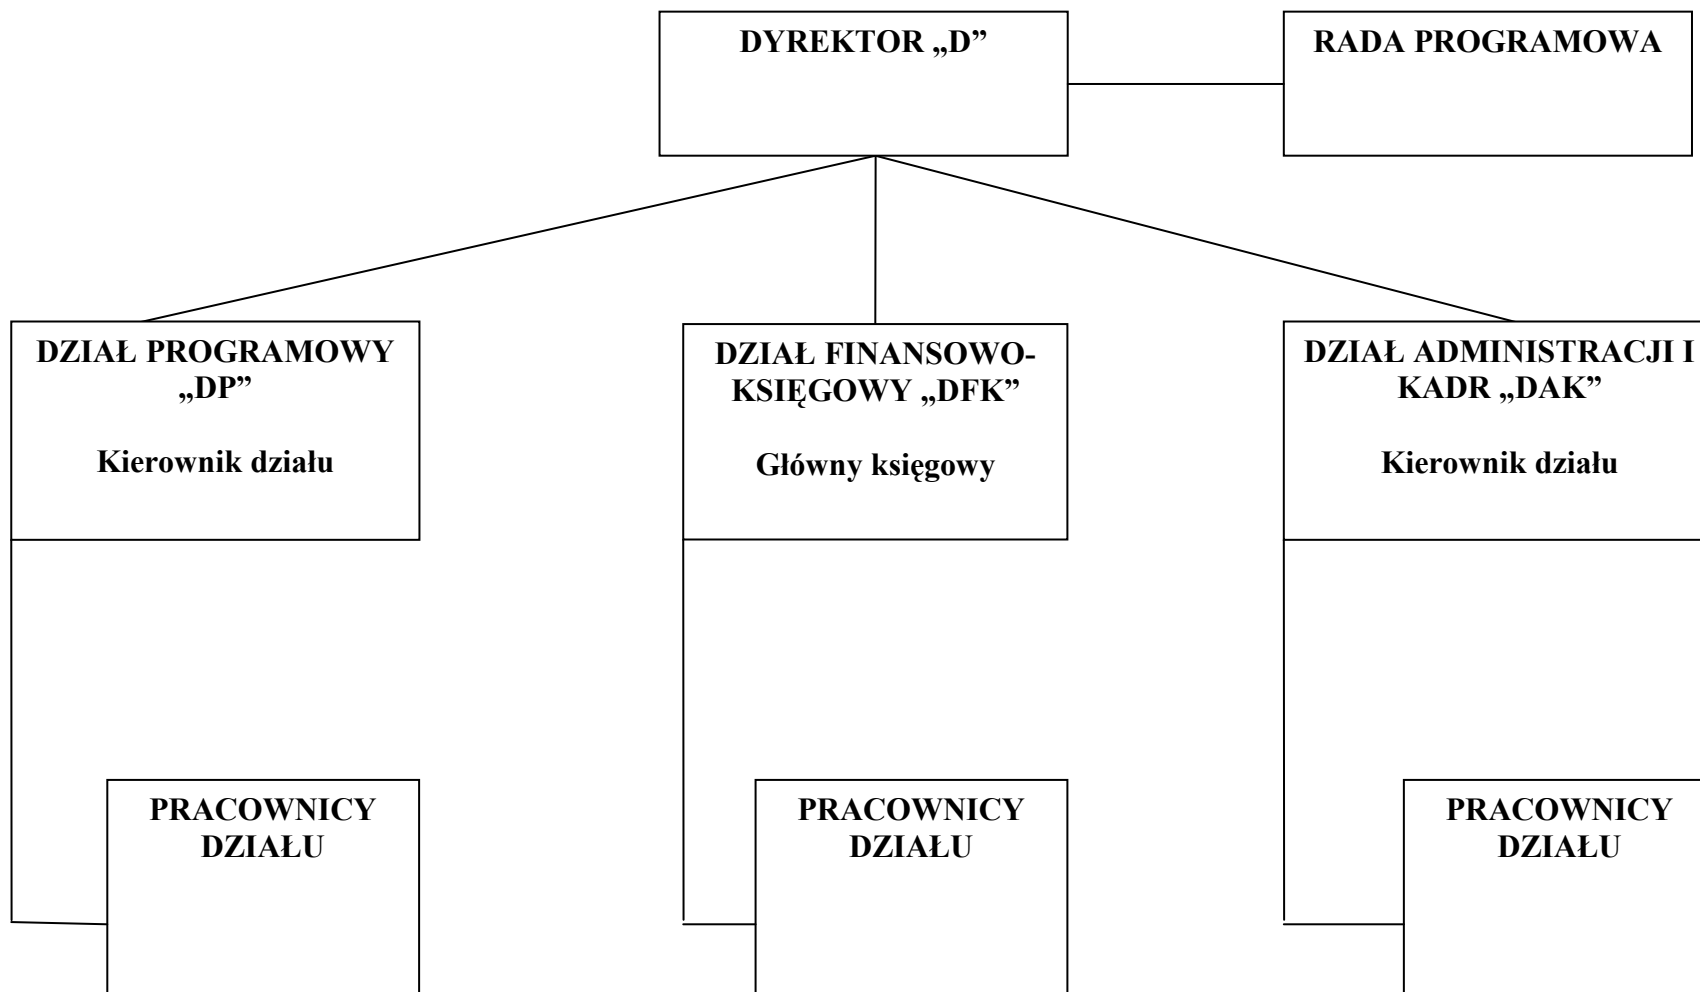 DYREKTOR „D”
RADA PROGRAMOWA
DZIAŁ PROGRAMOWY
„DP”
Kierownik działu
DZIAŁ FINANSOWO-
KSIĘGOWY „DFK”
Główny księgowy
DZIAŁ ADMINISTRACJI I
KADR „DAK”
Kierownik działu
PRACOWNICY
DZIAŁU
PRACOWNICY
DZIAŁU
PRACOWNICY
DZIAŁU